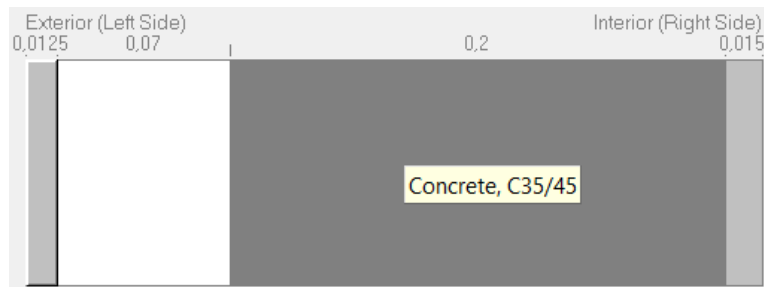 Exterior (Left Side) Interior (Right Side)
0,0125 0,07 0,2 0,015
Concrete, C35/45